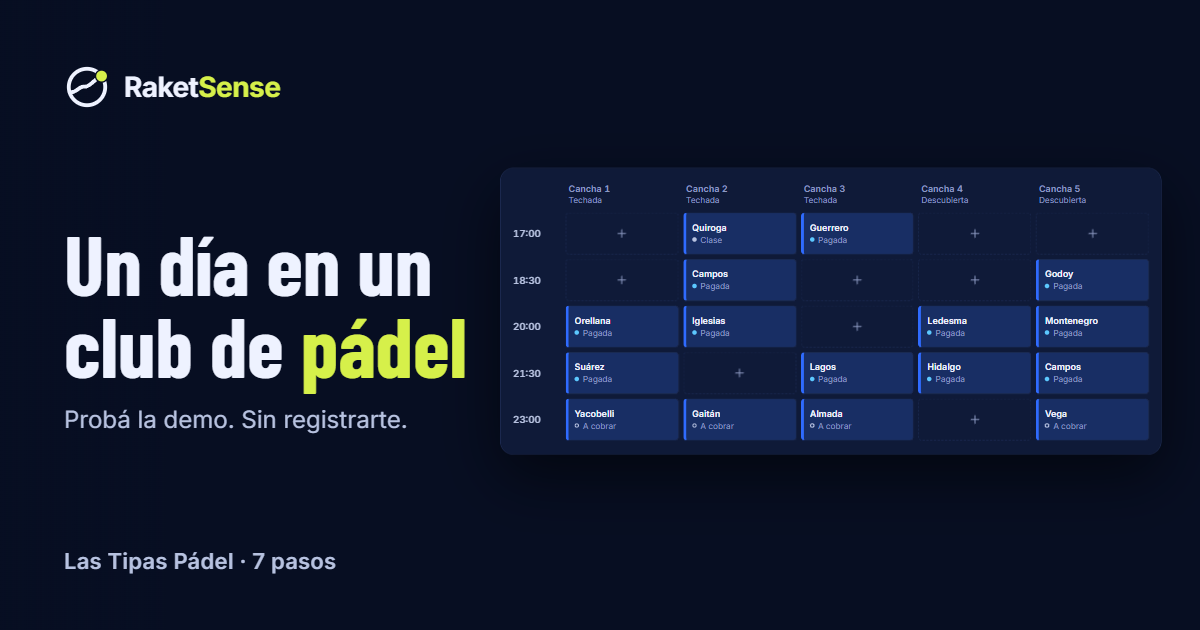 RaketSense
Un día en un
club de pádel
Probá la demo. Sin registrarte.
Las Tipas Pádel · 7 pasos
Cancha 1 Cancha 2 Cancha 3 Cancha 4 Cancha 5
Techada Techada Techada Descubierta Descubierta
17:00 + Quiroga Guerrero + +
Clase Pagada
18:30 + Campos + + Godoy
Pagada Pagada
20:00 Orellana Iglesias + Ledesma Montenegro
Pagada Pagada Pagada Pagada
21:30 Suárez + Lagos Hidalgo Campos
Pagada Pagada Pagada Pagada
23:00 Yacobelli Gaitán Almada + Vega
A cobrar A cobrar A cobrar A cobrar